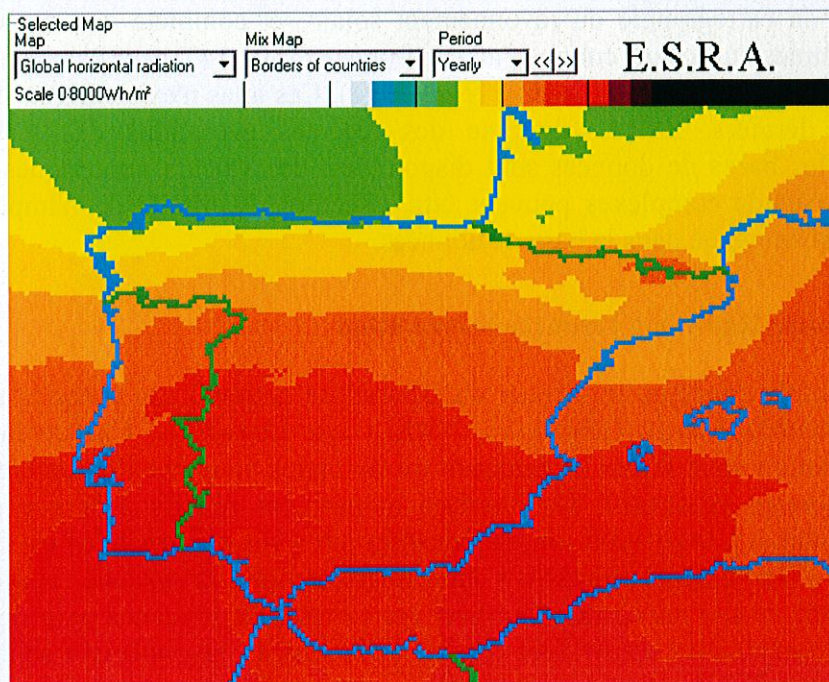 Selected Map
Map Mix Map Period
Global horizontal radiation Borders of countries Yearly << >> E.S.R.A.
Scale 0-8000Wh/m²